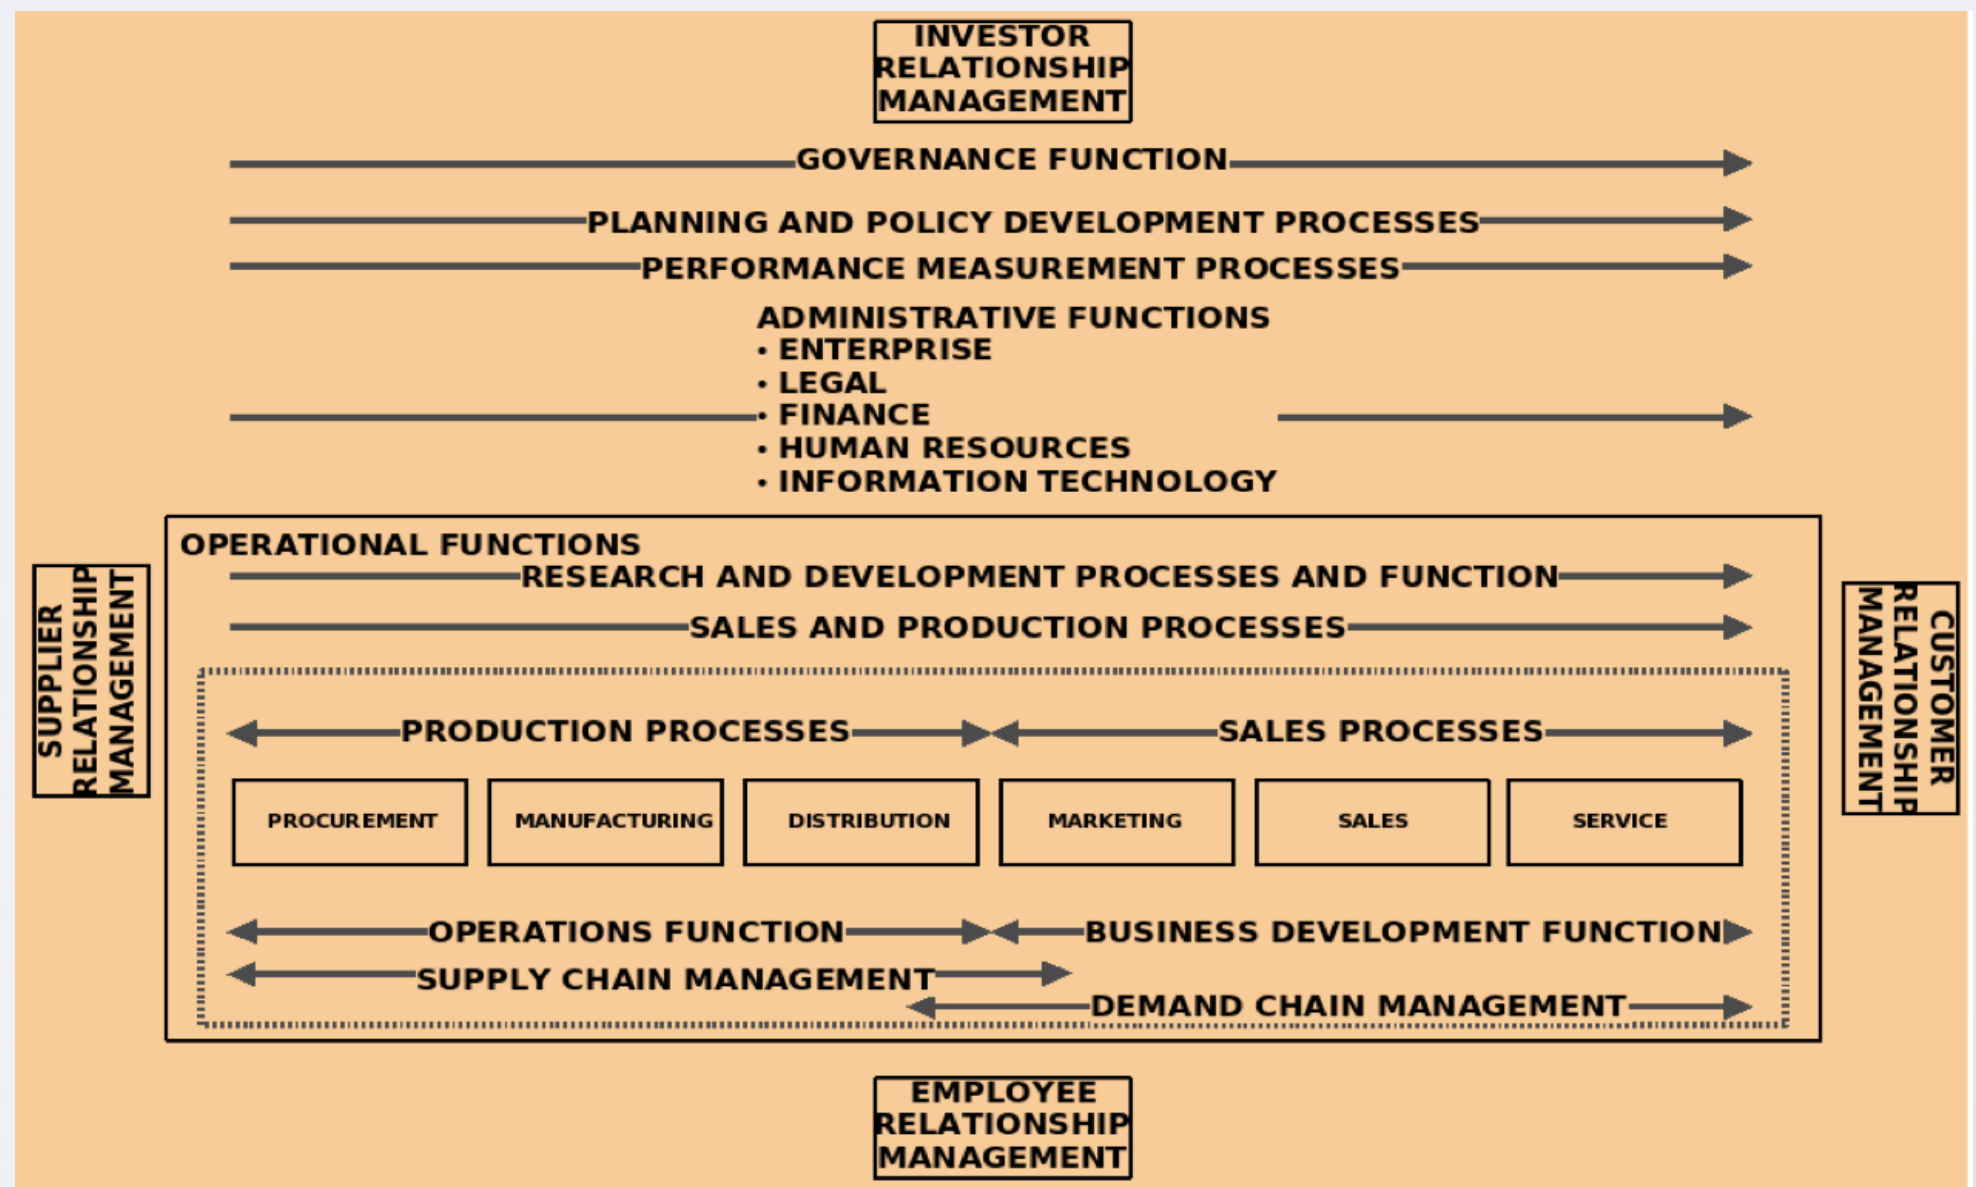 INVESTOR
RELATIONSHIP
MANAGEMENT
GOVERNANCE FUNCTION
PLANNING AND POLICY DEVELOPMENT PROCESSES
PERFORMANCE MEASUREMENT PROCESSES
ADMINISTRATIVE FUNCTIONS
• ENTERPRISE
• LEGAL
• FINANCE
• HUMAN RESOURCES
• INFORMATION TECHNOLOGY
SUPPLIER
RELATIONSHIP
MANAGEMENT
OPERATIONAL FUNCTIONS
RESEARCH AND DEVELOPMENT PROCESSES AND FUNCTION
SALES AND PRODUCTION PROCESSES
PRODUCTION PROCESSES
SALES PROCESSES
PROCUREMENT
MANUFACTURING
DISTRIBUTION
MARKETING
SALES
SERVICE
OPERATIONS FUNCTION
BUSINESS DEVELOPMENT FUNCTION
SUPPLY CHAIN MANAGEMENT
DEMAND CHAIN MANAGEMENT
CUSTOMER
RELATIONSHIP
MANAGEMENT
EMPLOYEE
RELATIONSHIP
MANAGEMENT